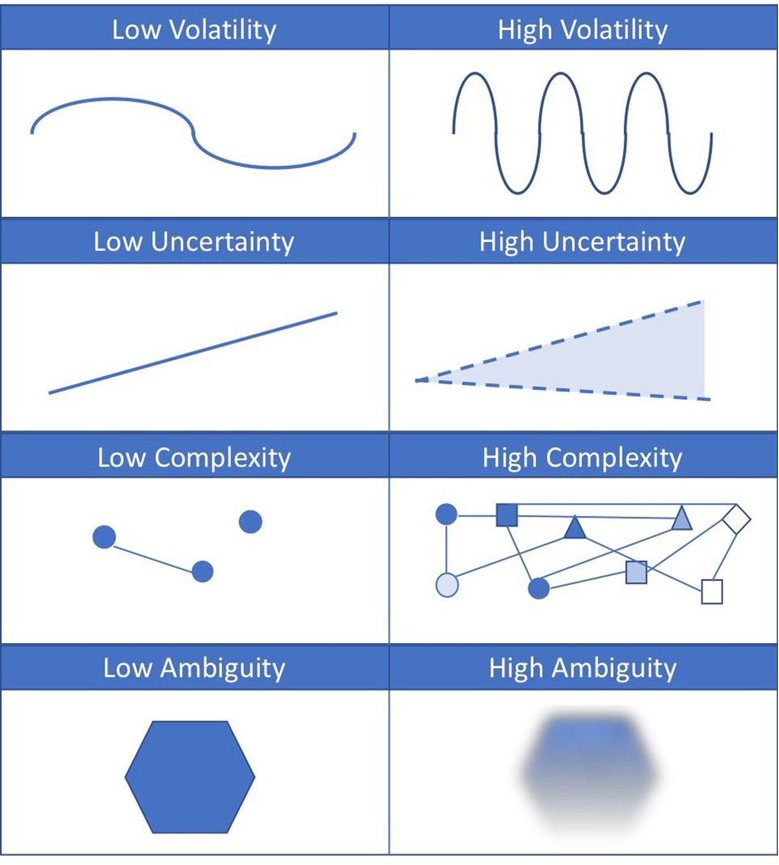 Low Volatility
High Volatility
Low Uncertainty
High Uncertainty
Low Complexity
High Complexity
Low Ambiguity
High Ambiguity